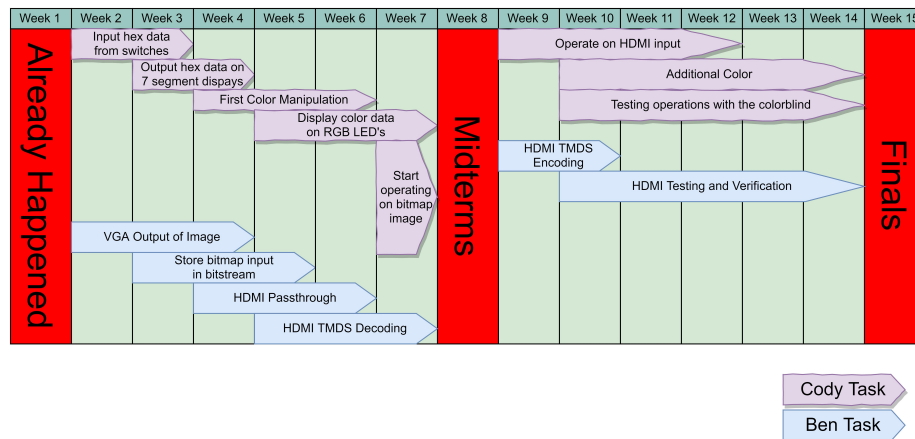 Week 1 Week 2 Week 3 Week 4 Week 5 Week 6 Week 7 Week 8 Week 9 Week 10 Week 11 Week 12 Week 13 Week 14 Week 15
Already Happened
Input hex data
from switches
Output hex data on
7 segment dispays
First Color Manipulation
Display color data
on RGB LED's
Start
operating
on bitmap
image
VGA Output of Image
Store bitmap input
in bitstream
HDMI Passthrough
HDMI TMDS Decoding
Midterms
Operate on HDMI input
Additional Color
Testing operations with the colorblind
HDMI TMDS
Encoding
HDMI Testing and Verification
Finals
Cody Task
Ben Task